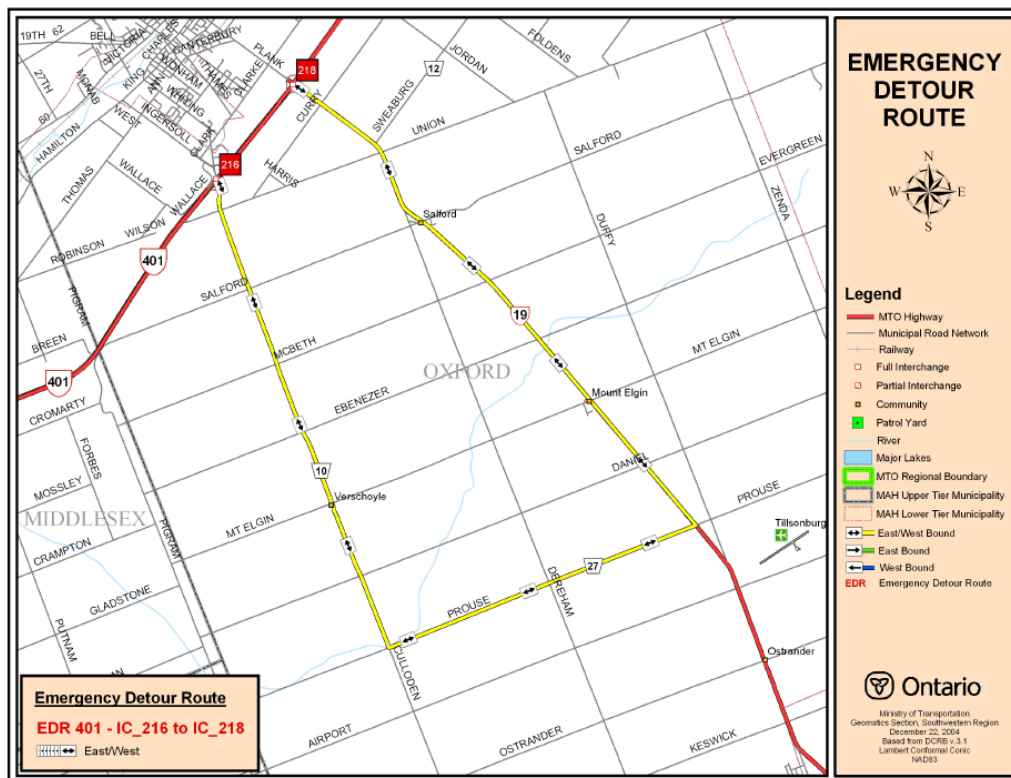 EMERGENCY
DETOUR
ROUTE
N
W
E
S
Legend
MTO Highway
Municipal Road Network
Railway
Full Interchange
Partial Interchange
Community
Patrol Yard
River
Major Lakes
MTO Regional Boundary
MAH Upper Tier Municipality
MAH Lower Tier Municipality
East/West Bound
East Bound
West Bound
EDR Emergency Detour Route
Ontario
Ministry of Transportation
Geomatics Section, Southwestern Region
December 22, 2004
Based from DCRB v.3.1
Lambert Conformal Conic
NAD83
19TH
62
BELL
VICTORIA
CHARLES
CANTERBURY
PLANK
218
JORDAN
FOLDENS
12
27TH
MCNAB
KING
ANN
WONHAM
THAMES
CLARKE
WHITING
CURRY
SWEABURG
60
HAMILTON
WEST
INGERSOLL
CLARK
UNION
SALFORD
EVERGREEN
216
THOMAS
WALLACE
WALLACE
HARRIS
ZENDA
ROBINSON
WILSON
Salford
DUFFY
401
PIGRAM
SALFORD
19
BREEN
MCBETH
MT ELGIN
401
OXFORD
CROMARTY
EBENEZER
Mount Elgin
FORBES
10
DANIEL
MOSSLEY
Verschoyle
PROUSE
MIDDLESEX
MT ELGIN
Tillsonburg
CRAMPTON
PIGRAM
27
GLADSTONE
PROUSE
DEREHAM
PUTNAM
CULLODEN
Ostrander
AN
AIRPORT
OSTRANDER
KESWICK
Emergency Detour Route
EDR 401 - IC_216 to IC_218
East/West